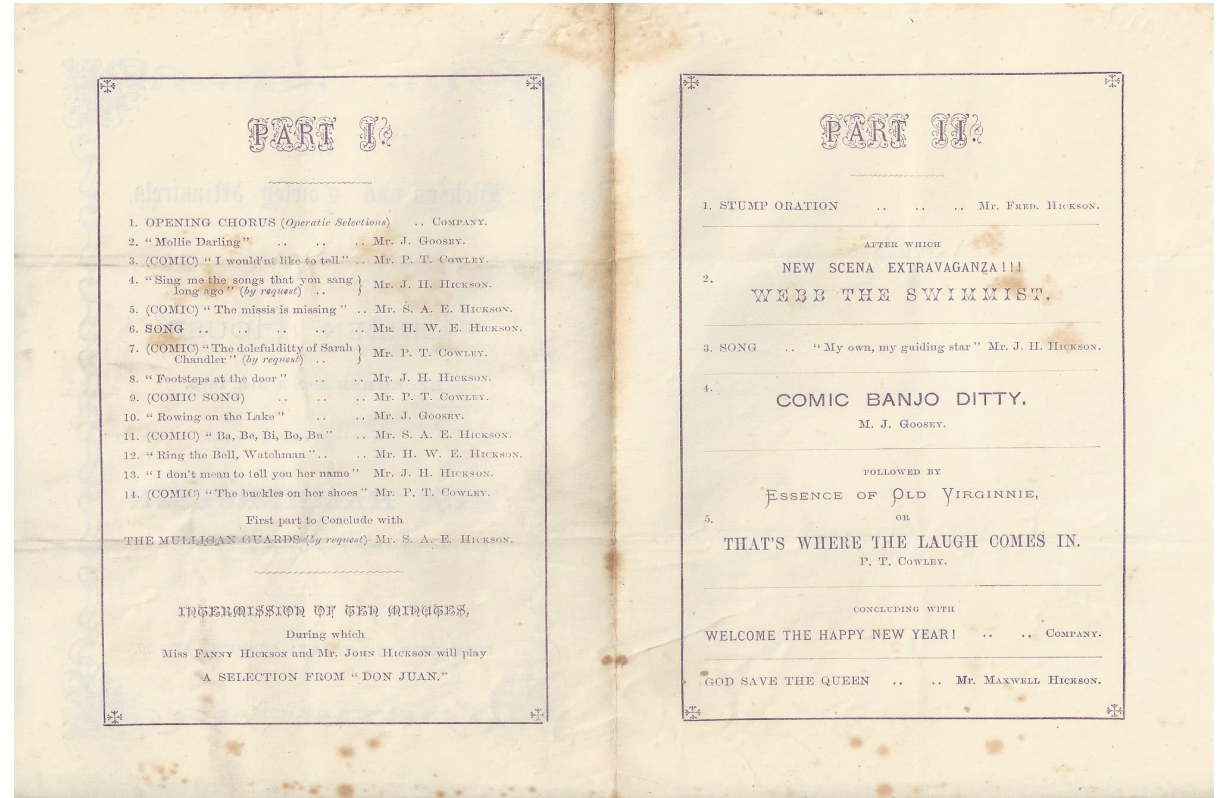 PART I.
1. OPENING CHORUS (Operatic Selections) .. COMPANY.
2. "Mollie Darling" .. .. .. Mr. J. GOOSEY.
3. (COMIC) "I would'nt like to tell" .. Mr. P. T. COWLEY.
4. "Sing me the songs that you sang
long ago" (by request) .. } Mr. J. H. HICKSON.
5. (COMIC) "The missis is missing" .. Mr. S. A. E. HICKSON.
6. SONG .. .. .. .. .. MR. H. W. E. HICKSON.
7. (COMIC) "The dolefulditty of Sarah
Chandler" (by request) .. } Mr. P. T. COWLEY.
8. "Footsteps at the door" .. .. Mr. J. H. HICKSON.
9. (COMIC SONG) .. .. .. Mr. P. T. COWLEY.
10. "Rowing on the Lake" .. .. Mr. J. GOOSEY.
11. (COMIC) "Ba, Be, Bi, Bo, Bu" .. Mr. S. A. E. HICKSON.
12. "Ring the Bell, Watchman" .. .. Mr. H. W. E. HICKSON.
13. "I don't mean to tell you her name" Mr. J. H. HICKSON.
14. (COMIC) "The buckles on her shoes" Mr. P. T. COWLEY.
First part to Conclude with
THE MULLIGAN GUARDS (by request) Mr. S. A. E. HICKSON.
INTERMISSION OF TEN MINUTES,
During which
Miss FANNY HICKSON and Mr. JOHN HICKSON will play
A SELECTION FROM "DON JUAN."
PART II.
1. STUMP ORATION .. .. .. Mr. FRED. HICKSON.
AFTER WHICH
2. NEW SCENA EXTRAVAGANZA!!!
WEBB THE SWIMMIST.
3. SONG .. "My own, my guiding star" Mr. J. H. HICKSON.
4.
COMIC BANJO DITTY.
M. J. GOOSEY.
FOLLOWED BY
ESSENCE OF OLD VIRGINNIE,
5. OR
THAT'S WHERE THE LAUGH COMES IN.
P. T. COWLEY.
CONCLUDING WITH
WELCOME THE HAPPY NEW YEAR! .. .. COMPANY.
GOD SAVE THE QUEEN .. .. Mr. MAXWELL HICKSON.